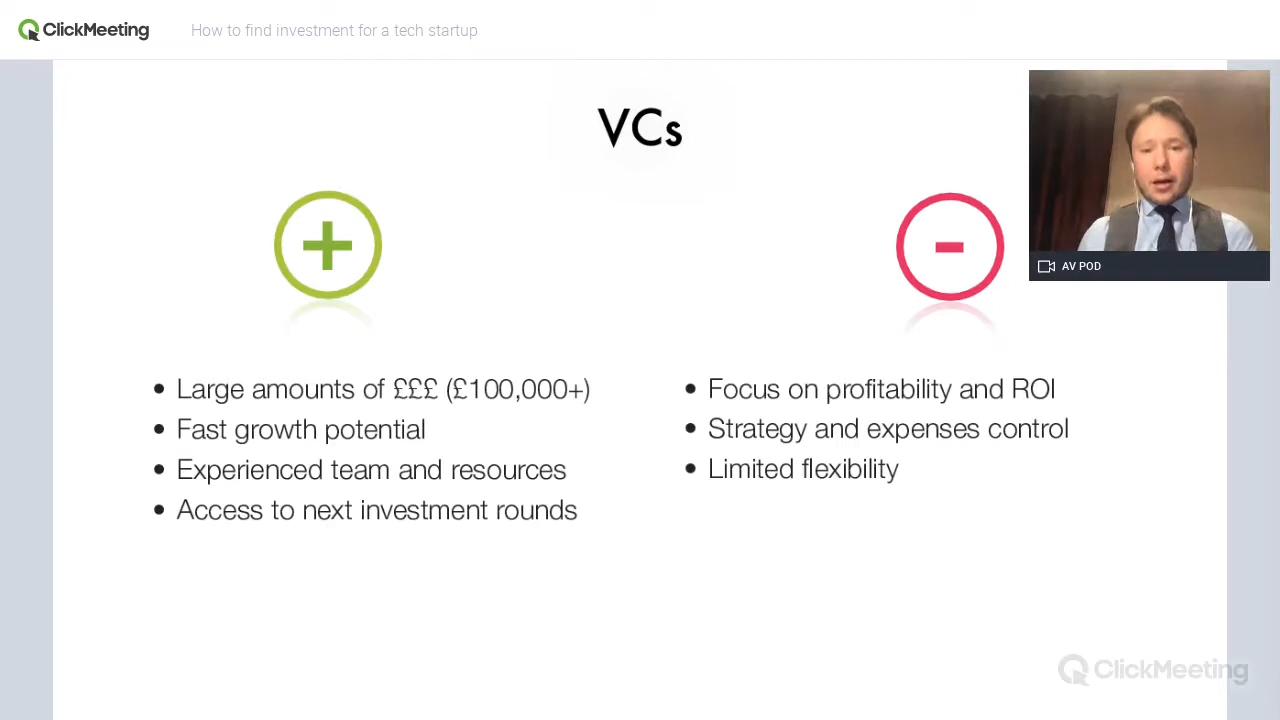 ClickMeeting How to find investment for a tech startup
VCs
+
-
AV POD
• Large amounts of £££ (£100,000+)
• Fast growth potential
• Experienced team and resources
• Access to next investment rounds
• Focus on profitability and ROI
• Strategy and expenses control
• Limited flexibility
ClickMeeting